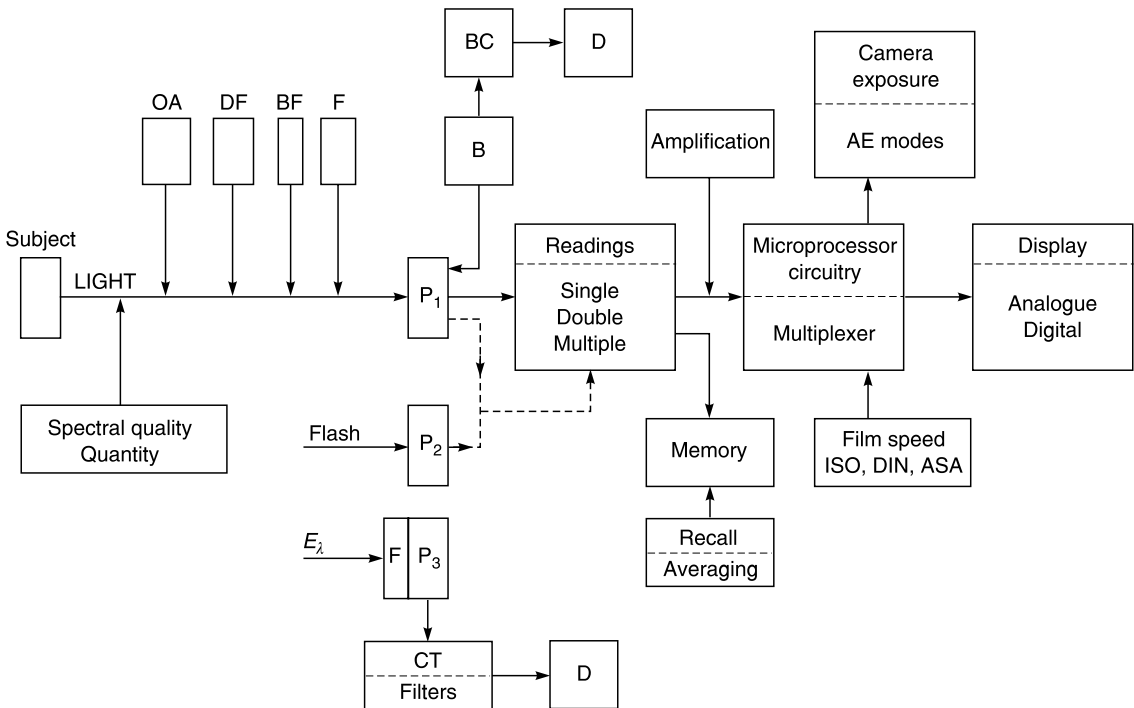 BC
D
OA
DF
BF
F
B
Amplification
Camera
exposure
AE modes
Subject
LIGHT
P1
Readings
Single
Double
Multiple
Microprocessor
circuitry
Multiplexer
Display
Analogue
Digital
Spectral quality
Quantity
Flash
P2
Memory
Film speed
ISO, DIN, ASA
Eλ
F
P3
Recall
Averaging
CT
Filters
D